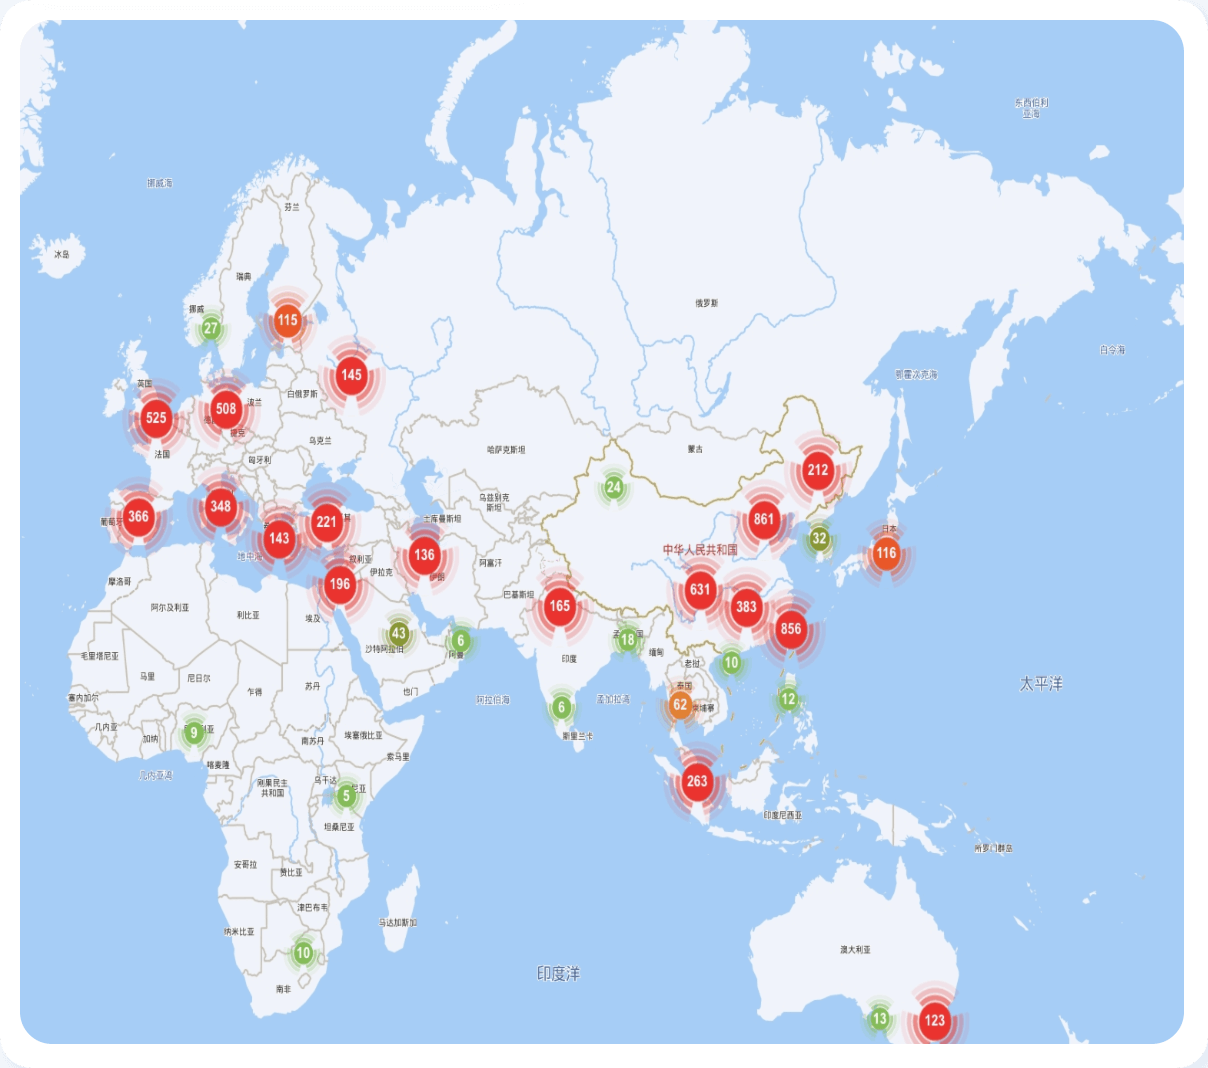 东西伯利
亚海
挪威海
芬兰
冰岛
瑞典
俄罗斯
挪威
115
27
白令海
鄂霍次克海
145
英国
白俄罗斯
波兰
508
525
捷克
乌克兰
法国
哈萨克斯坦
蒙古
匈牙利
212
24
乌兹别克
斯坦
348
366
葡萄牙
221
土库曼斯坦
861
日本
32
143
地中海
中华人民共和国
116
136
叙利亚
阿塞汗
伊拉克
伊朗
摩洛哥
196
631
巴基斯坦
165
383
阿尔及利亚
利比亚
埃及
856
43
6
18
沙特阿拉伯
阿曼
缅甸
毛里塔尼亚
印度
老挝
10
马里
尼日尔
太平洋
泰国
苏丹
乍得
也门
塞内加尔
阿拉伯海
孟加拉湾
12
6
62
柬埔寨
几内亚
9
加纳
南苏丹
埃塞俄比亚
斯里兰卡
索马里
喀麦隆
几内亚湾
乌干达
263
刚果民主
共和国
5
印度尼西亚
坦桑尼亚
所罗门群岛
安哥拉
赞比亚
津巴布韦
马达加斯加
纳米比亚
10
澳大利亚
印度洋
南非
13
123